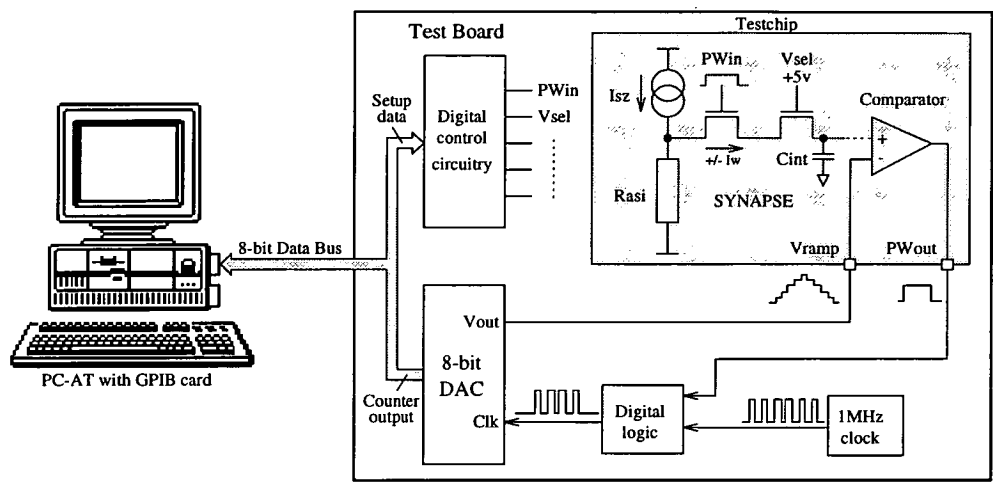 Testchip
Test Board
PWin
Vsel
+5v
Isz
Comparator
Setup
data
Digital
control
circuitry
PWin
Vsel
+
-
+/- Iw
Cint
Rasi
SYNAPSE
8-bit Data Bus
Vramp
PWout
Vout
8-bit
DAC
PC-AT with GPIB card
Counter
output
Clk
Digital
logic
1MHz
clock